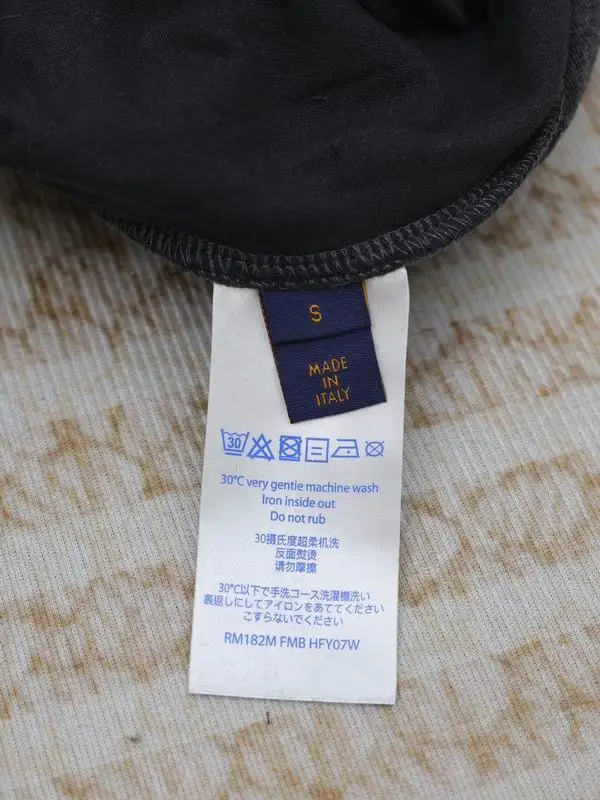 S
MADE
IN
ITALY
30
30℃ very gentle machine wash
Iron inside out
Do not rub
30摄氏度超柔机洗
反面熨烫
请勿摩擦
30℃以下で手洗コース洗濯機洗い
裏返しにしてアイロンをあててください
こすらないでください
RM182M FMB HFY07W